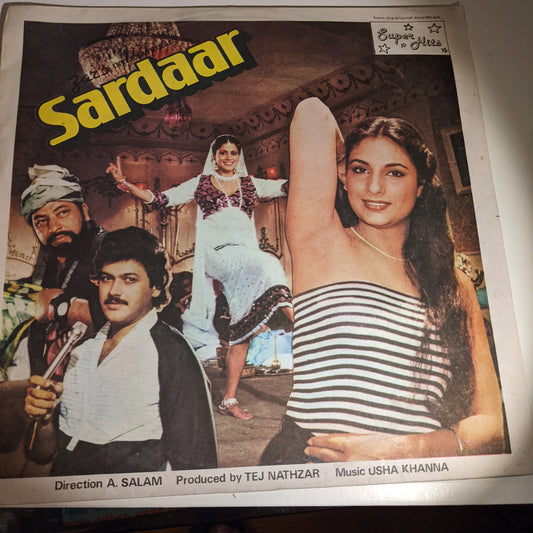 from the original soundtrack
Super
Hits
Sardaar
Direction A. SALAM Produced by TEJ NATHZAR Music USHA KHANNA